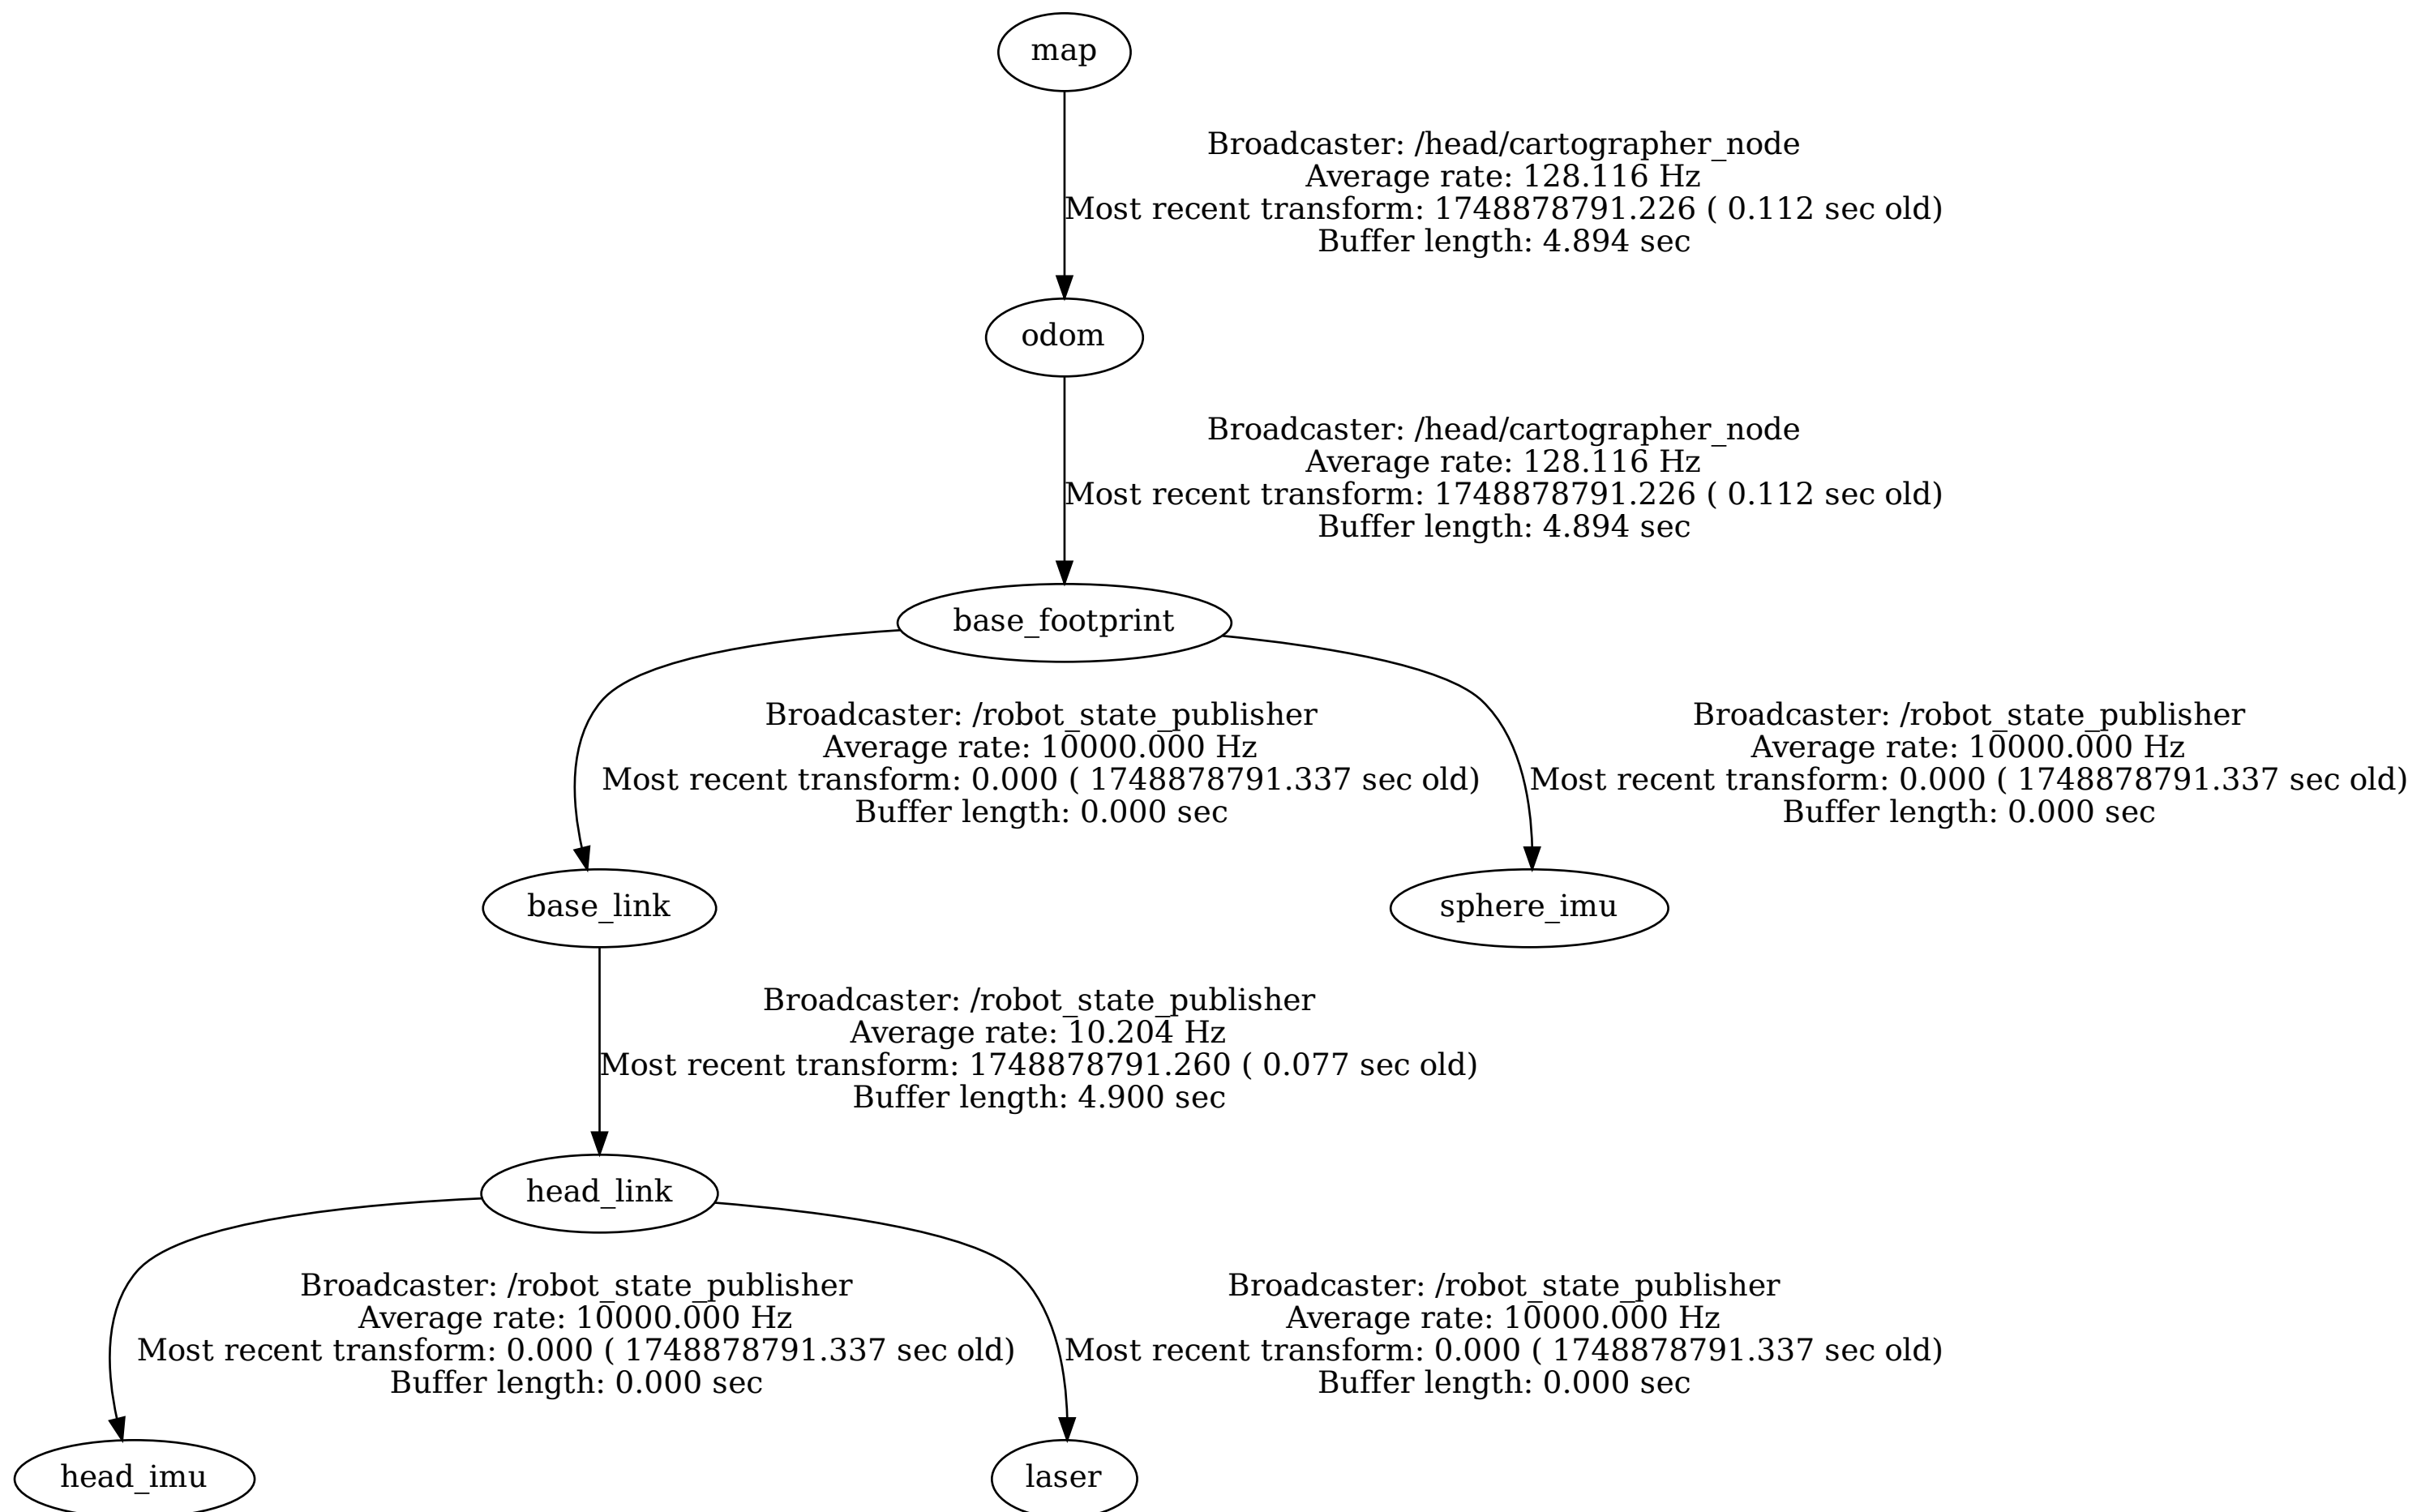 map
Broadcaster: /head/cartographer_node
Average rate: 128.116 Hz
Most recent transform: 1748878791.226 ( 0.112 sec old)
Buffer length: 4.894 sec
odom
Broadcaster: /head/cartographer_node
Average rate: 128.116 Hz
Most recent transform: 1748878791.226 ( 0.112 sec old)
Buffer length: 4.894 sec
base_footprint
Broadcaster: /robot_state_publisher
Average rate: 10000.000 Hz
Most recent transform: 0.000 ( 1748878791.337 sec old)
Buffer length: 0.000 sec
Broadcaster: /robot_state_publisher
Average rate: 10000.000 Hz
Most recent transform: 0.000 ( 1748878791.337 sec old)
Buffer length: 0.000 sec
base_link
sphere_imu
Broadcaster: /robot_state_publisher
Average rate: 10.204 Hz
Most recent transform: 1748878791.260 ( 0.077 sec old)
Buffer length: 4.900 sec
head_link
Broadcaster: /robot_state_publisher
Average rate: 10000.000 Hz
Most recent transform: 0.000 ( 1748878791.337 sec old)
Buffer length: 0.000 sec
Broadcaster: /robot_state_publisher
Average rate: 10000.000 Hz
Most recent transform: 0.000 ( 1748878791.337 sec old)
Buffer length: 0.000 sec
head_imu
laser